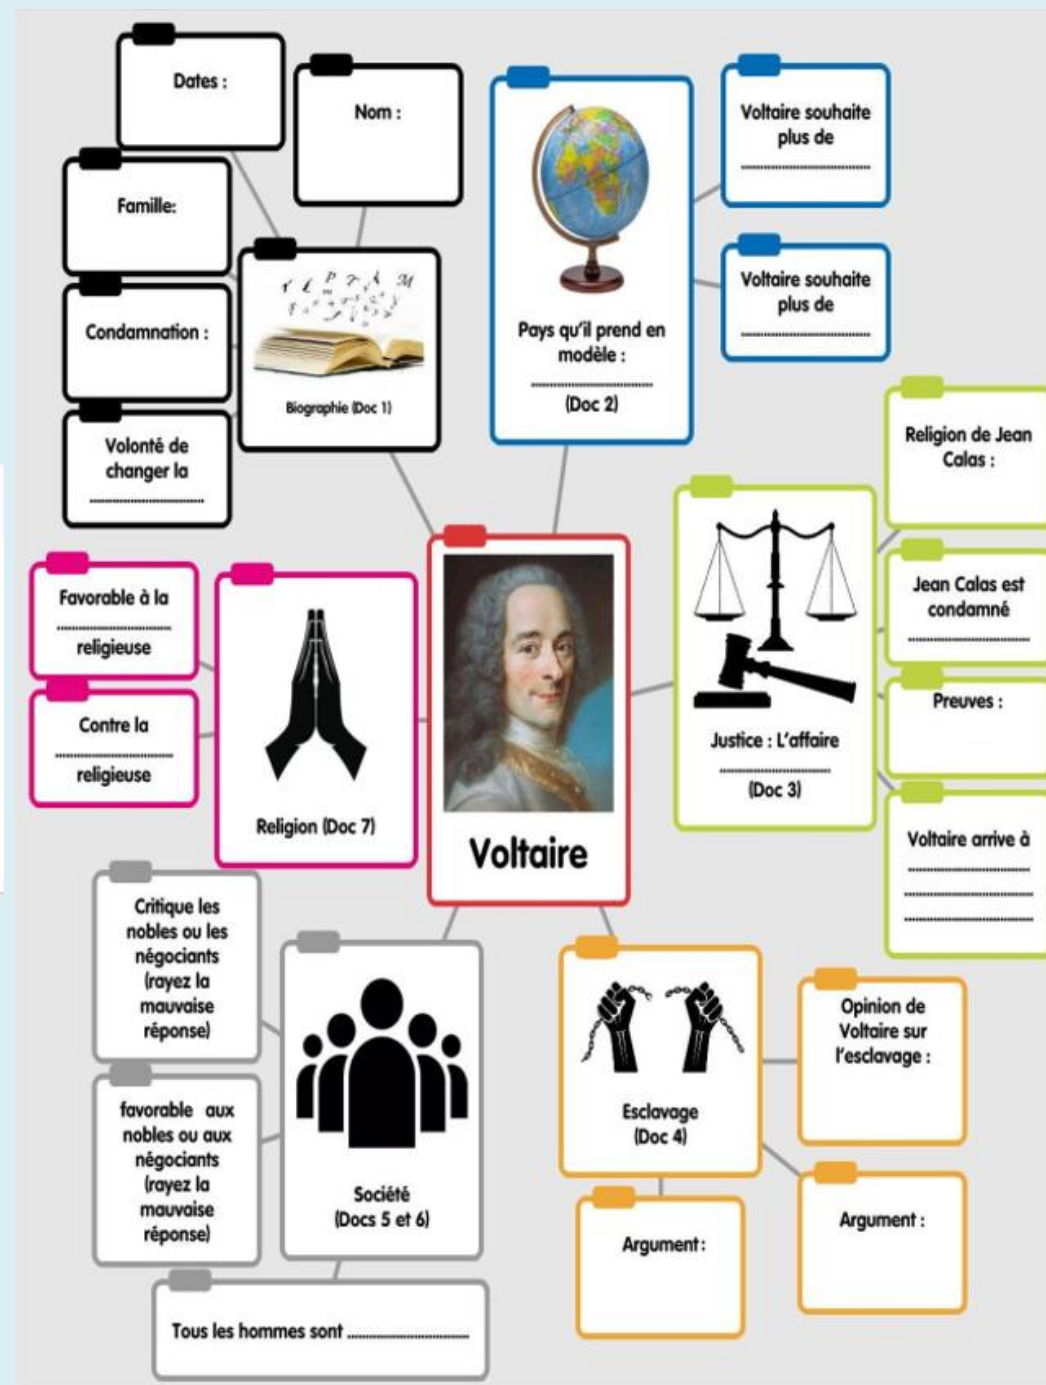 Dates :
Nom :
Famille:
Condamnation :
Volonté de
changer la
....................................
Biographie (Doc 1)
Pays qu'il prend en
modèle :
....................................
(Doc 2)
Voltaire souhaite
plus de
....................................
Voltaire souhaite
plus de
....................................
Religion de Jean
Calas :
Jean Calas est
condamné
....................................
Preuves :
Voltaire arrive à
....................................
....................................
....................................
Justice : L'affaire
....................................
(Doc 3)
Favorable à la
....................................
religieuse
Contre la
....................................
religieuse
Religion (Doc 7)
Voltaire
Critique les
nobles ou les
négociants
(rayez la
mauvaise
réponse)
favorable aux
nobles ou aux
négociants
(rayez la
mauvaise
réponse)
Société
(Docs 5 et 6)
Tous les hommes sont ....................................
Esclavage
(Doc 4)
Opinion de
Voltaire sur
l'esclavage :
Argument:
Argument :